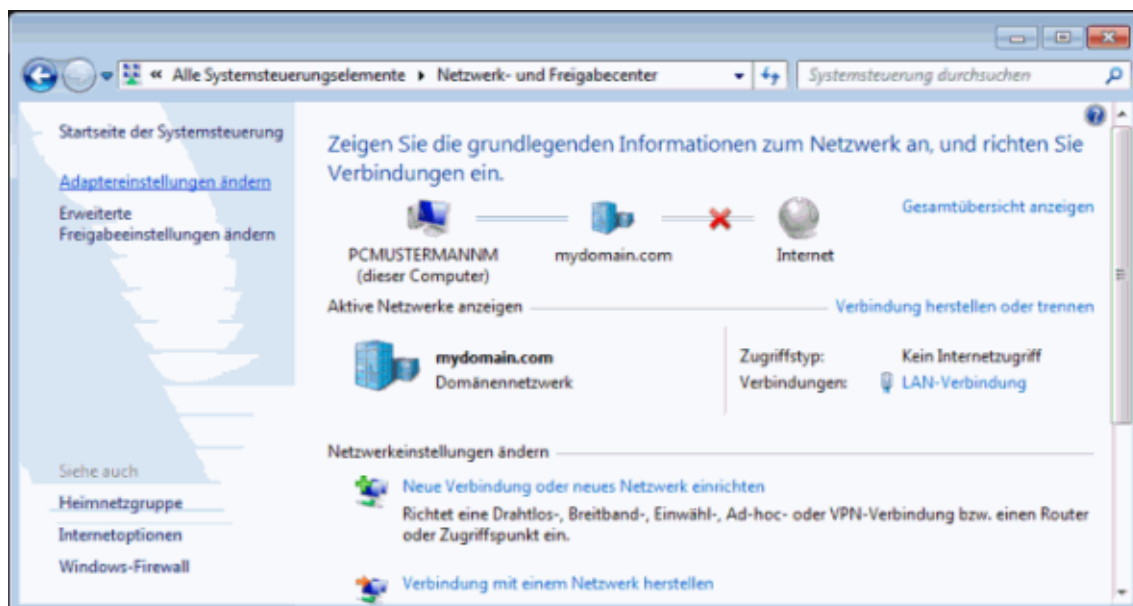 « Alle Systemsteuerungselemente ▸ Netzwerk- und Freigabecenter
Systemsteuerung durchsuchen
Startseite der Systemsteuerung
Adaptereinstellungen ändern
Erweiterte
Freigabeeinstellungen ändern
Siehe auch
Heimnetzgruppe
Internetoptionen
Windows-Firewall
Zeigen Sie die grundlegenden Informationen zum Netzwerk an, und richten Sie
Verbindungen ein.
Gesamtübersicht anzeigen
PCMUSTERMANNM
(dieser Computer)
mydomain.com
Internet
Aktive Netzwerke anzeigen
Verbindung herstellen oder trennen
mydomain.com
Domänennetzwerk
Zugriffstyp: Kein Internetzugriff
Verbindungen: LAN-Verbindung
Netzwerkeinstellungen ändern
Neue Verbindung oder neues Netzwerk einrichten
Richtet eine Drahtlos-, Breitband-, Einwähl-, Ad-hoc- oder VPN-Verbindung bzw. einen Router
oder Zugriffspunkt ein.
Verbindung mit einem Netzwerk herstellen